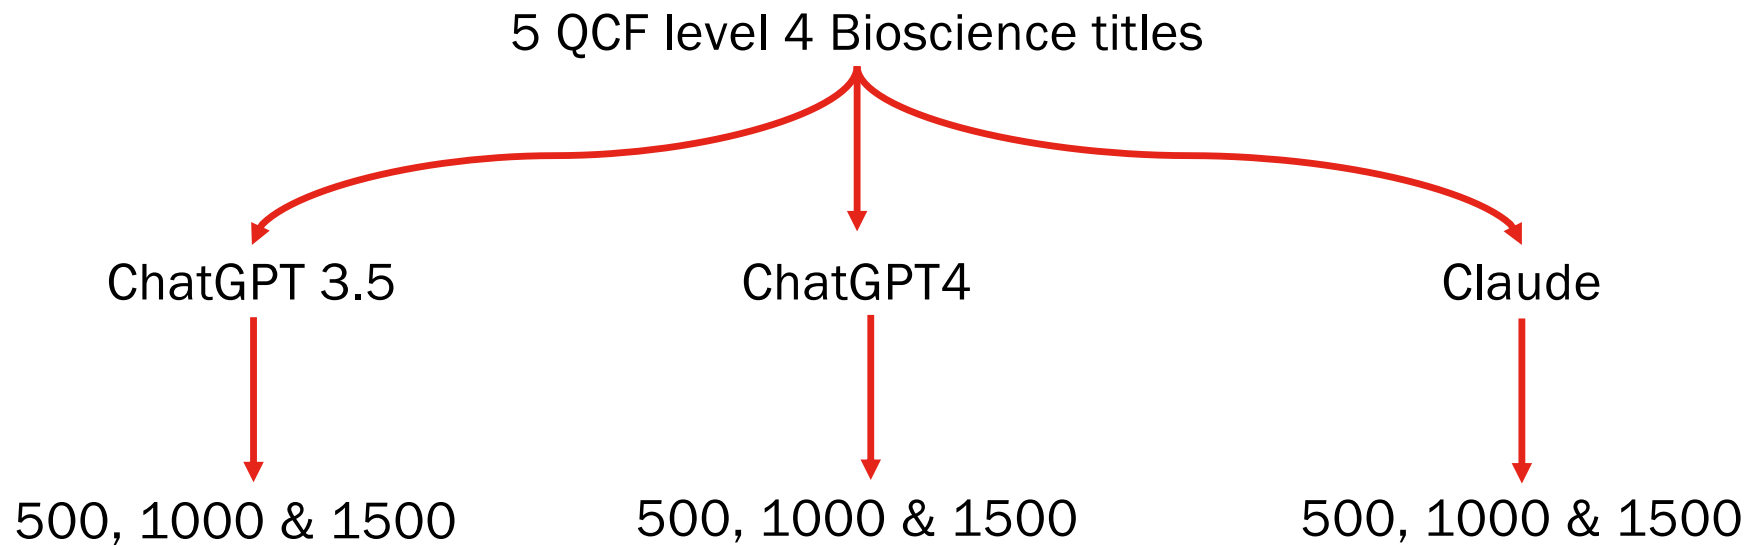 5 QCF level 4 Bioscience titles
ChatGPT 3.5
ChatGPT4
Claude
500, 1000 & 1500
500, 1000 & 1500
500, 1000 & 1500